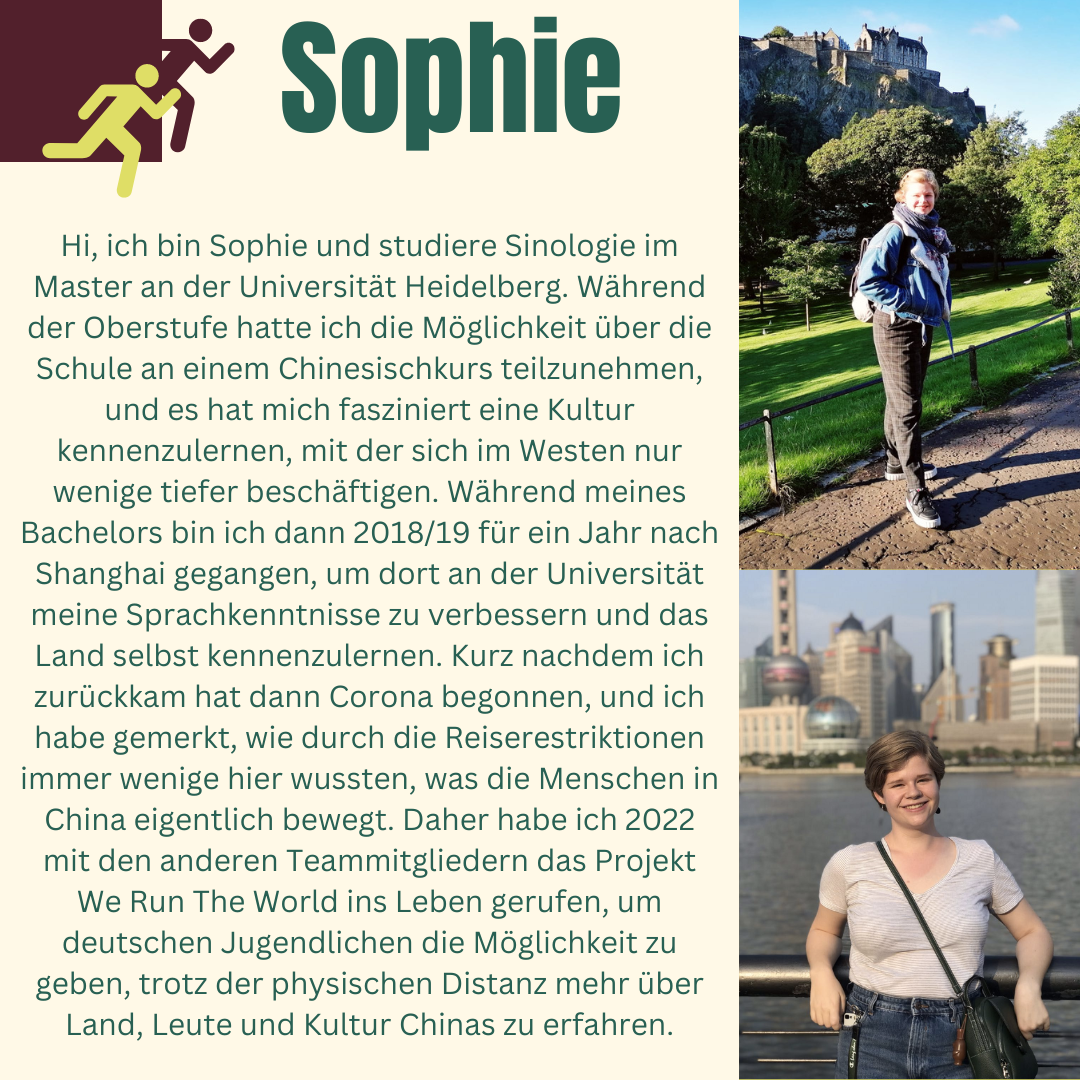 Sophie
Hi, ich bin Sophie und studiere Sinologie im
Master an der Universität Heidelberg. Während
der Oberstufe hatte ich die Möglichkeit über die
Schule an einem Chinesischkurs teilzunehmen,
und es hat mich fasziniert eine Kultur
kennenzulernen, mit der sich im Westen nur
wenige tiefer beschäftigen. Während meines
Bachelors bin ich dann 2018/19 für ein Jahr nach
Shanghai gegangen, um dort an der Universität
meine Sprachkenntnisse zu verbessern und das
Land selbst kennenzulernen. Kurz nachdem ich
zurückkam hat dann Corona begonnen, und ich
habe gemerkt, wie durch die Reiserestriktionen
immer wenige hier wussten, was die Menschen in
China eigentlich bewegt. Daher habe ich 2022
mit den anderen Teammitgliedern das Projekt
We Run The World ins Leben gerufen, um
deutschen Jugendlichen die Möglichkeit zu
geben, trotz der physischen Distanz mehr über
Land, Leute und Kultur Chinas zu erfahren.